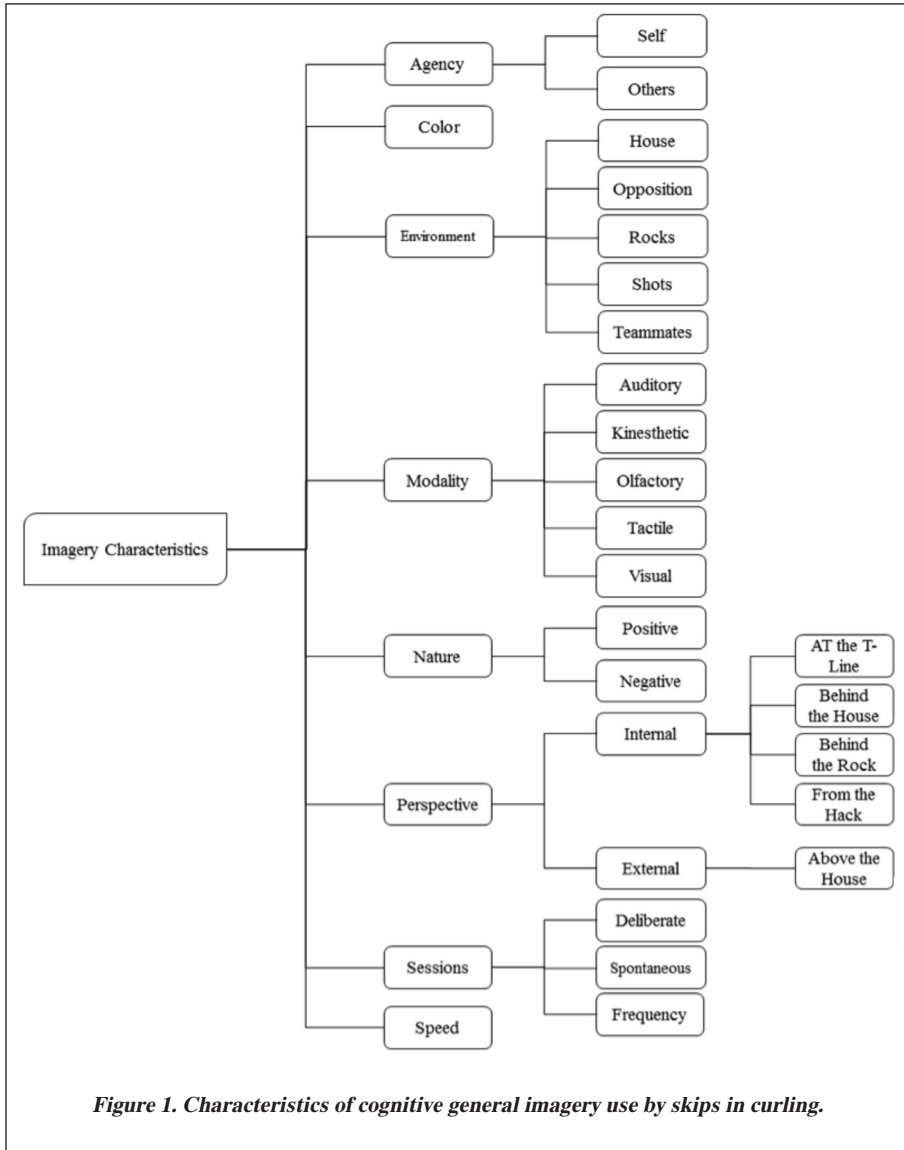 Imagery Characteristics
Agency
Self
Others
Color
Environment
House
Opposition
Rocks
Shots
Teammates
Modality
Auditory
Kinesthetic
Olfactory
Tactile
Visual
Nature
Positive
Negative
Perspective
Internal
AT the T-
Line
Behind
the House
Behind
the Rock
From the
Hack
External
Above the
House
Sessions
Deliberate
Spontaneous
Frequency
Speed
Figure 1. Characteristics of cognitive general imagery use by skips in curling.